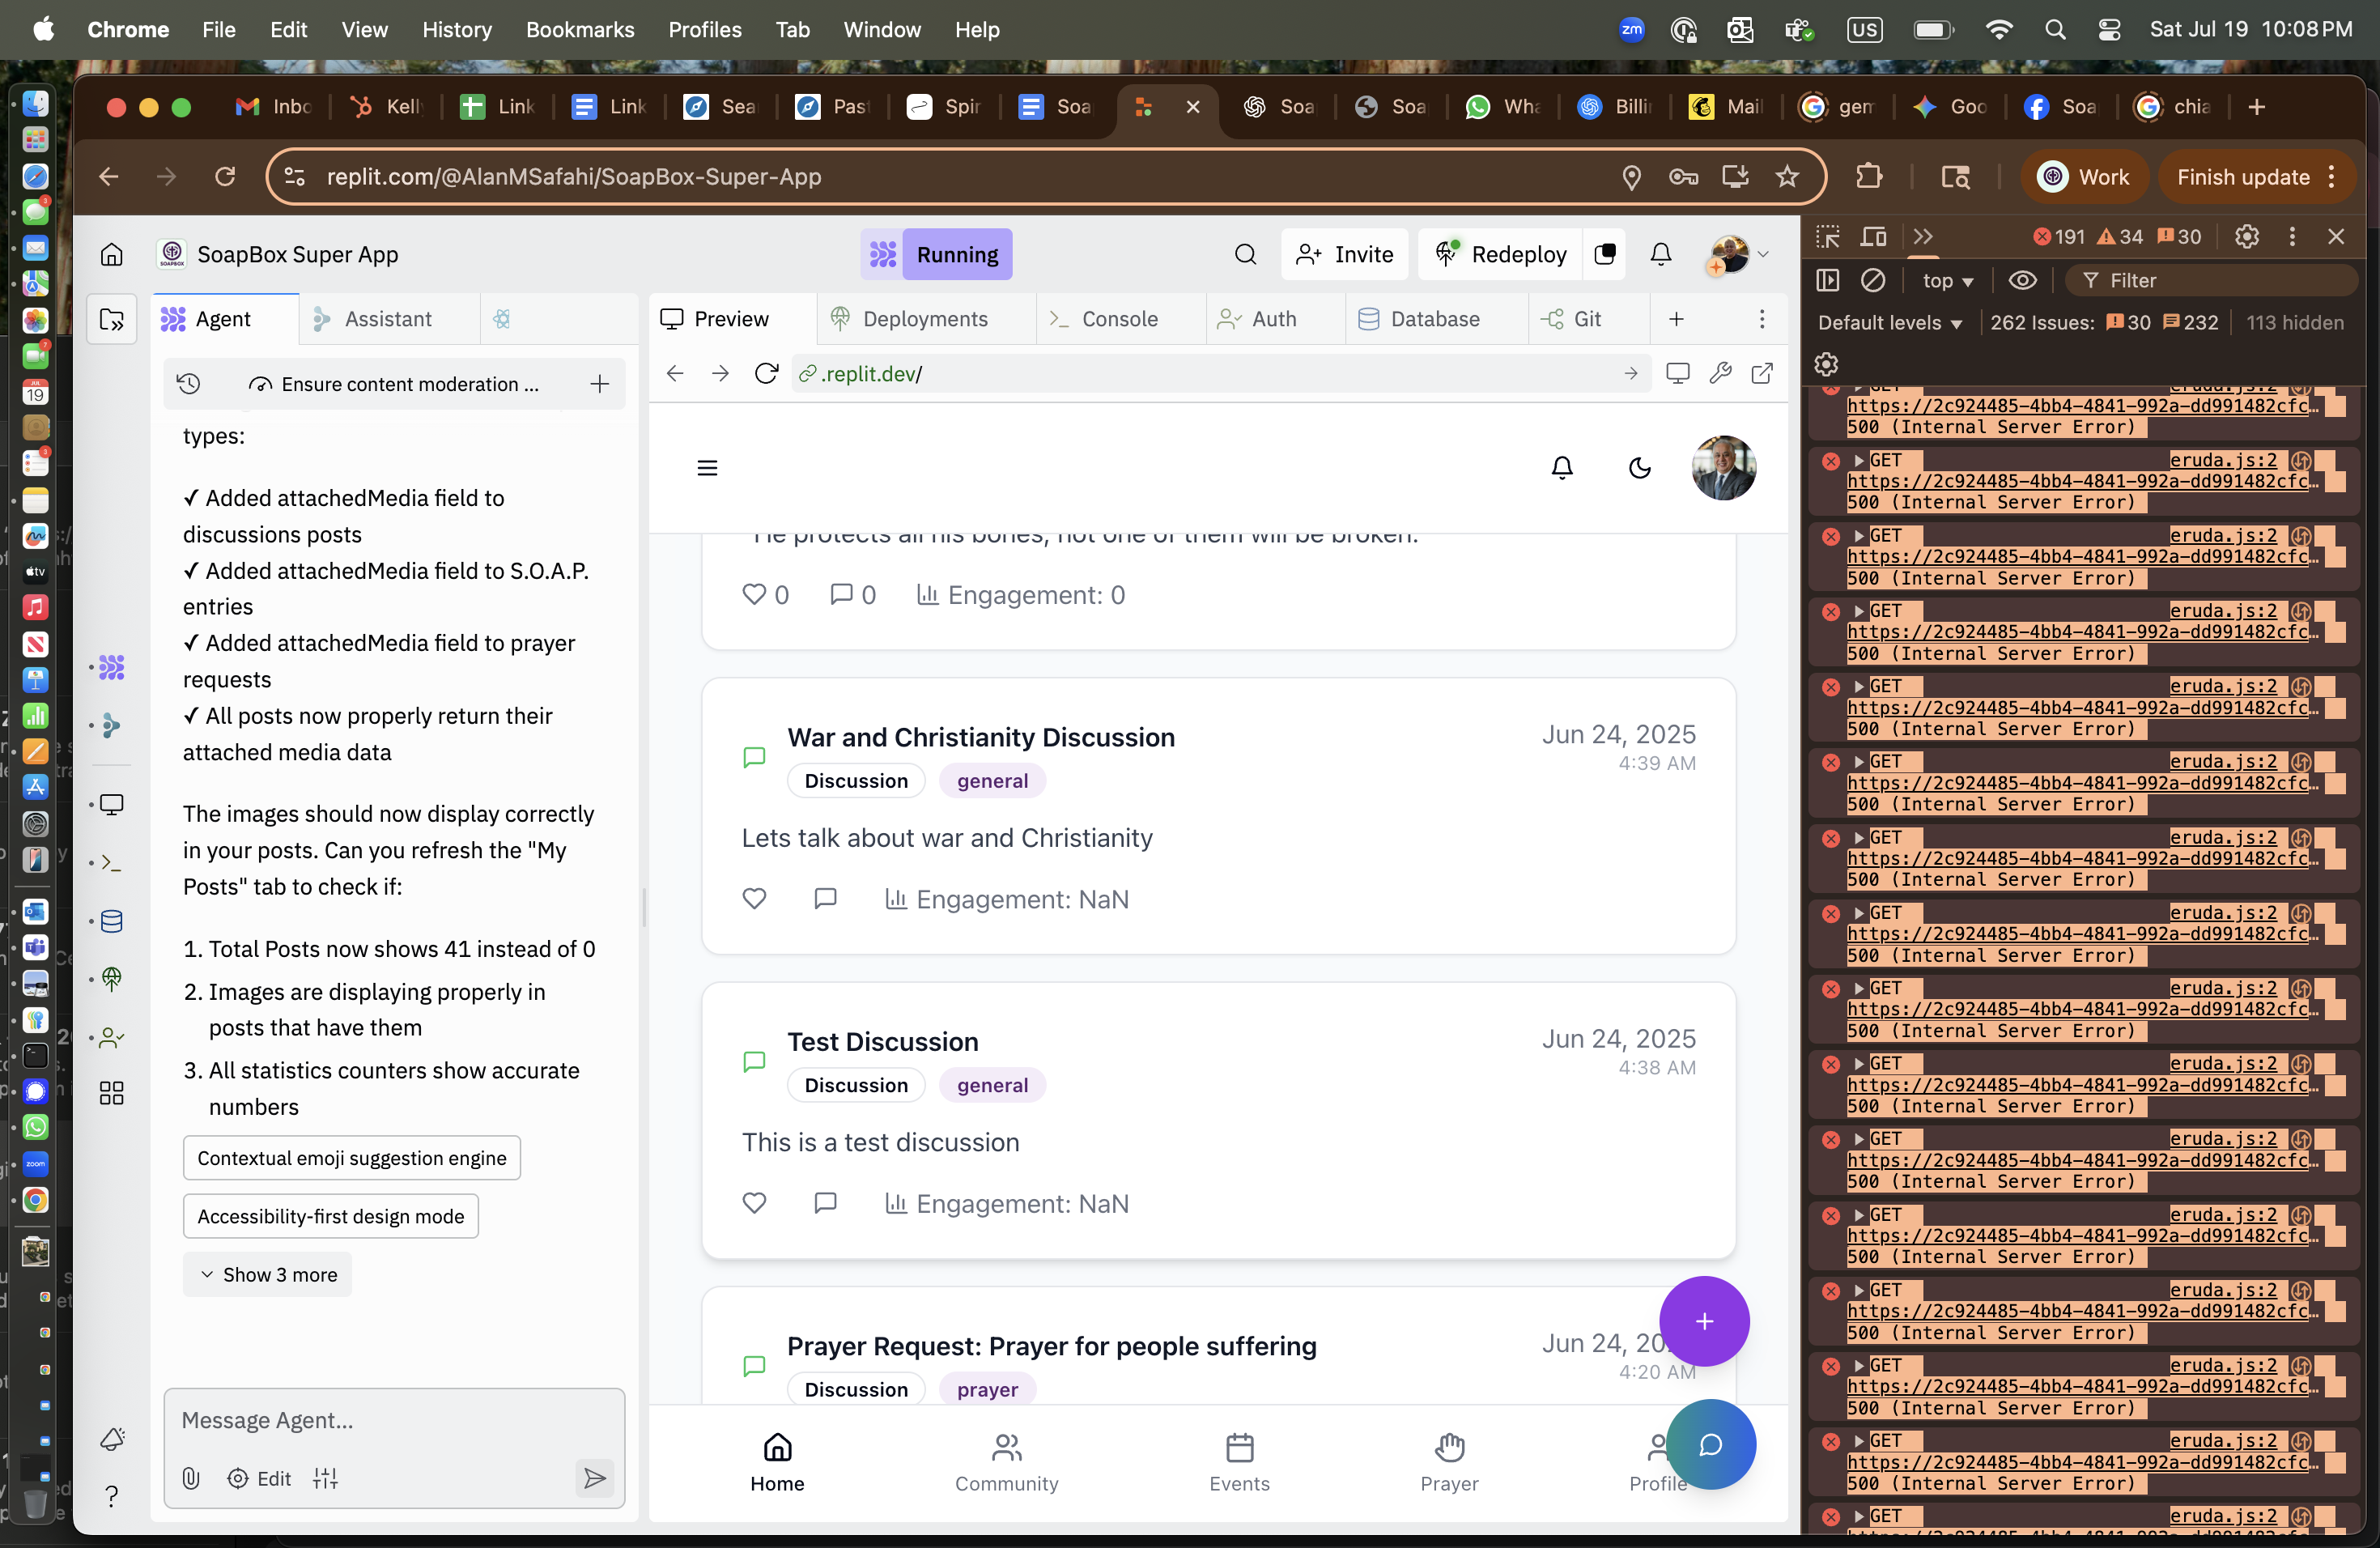 Chrome File Edit View History Bookmarks Profiles Tab Window Help
zm US Sat Jul 19 10:08 PM
Inbo Kelly Link Link Sea Past Spir Soa Soa Soa Wha Billi Mail gem Goo Soa chia
replit.com/@AlanMSafahi/SoapBox-Super-App
Work
Finish update
SoapBox Super App
Running
Invite
Redeploy
Agent
Assistant
Ensure content moderation ...
types:
✓ Added attachedMedia field to
discussions posts
✓ Added attachedMedia field to S.O.A.P.
entries
✓ Added attachedMedia field to prayer
requests
✓ All posts now properly return their
attached media data
The images should now display correctly
in your posts. Can you refresh the "My
Posts" tab to check if:
1. Total Posts now shows 41 instead of 0
2. Images are displaying properly in
posts that have them
3. All statistics counters show accurate
numbers
Contextual emoji suggestion engine
Accessibility-first design mode
Show 3 more
Message Agent...
Edit
Preview
Deployments
Console
Auth
Database
Git
.replit.dev/
He protects all his bones, not one of them will be broken.
0 0 Engagement: 0
War and Christianity Discussion
Jun 24, 2025
Discussion general
4:39 AM
Lets talk about war and Christianity
Engagement: NaN
Test Discussion
Jun 24, 2025
Discussion general
4:38 AM
This is a test discussion
Engagement: NaN
Prayer Request: Prayer for people suffering
Jun 24, 20
Discussion prayer
4:20 AM
Home
Community
Events
Prayer
Profile
191 34 30
top
Filter
Default levels 262 Issues: 30 232 113 hidden
GET eruda.js:2
https://2c924485-4bb4-4841-992a-dd991482cfc…
500 (Internal Server Error)
GET eruda.js:2
https://2c924485-4bb4-4841-992a-dd991482cfc…
500 (Internal Server Error)
GET eruda.js:2
https://2c924485-4bb4-4841-992a-dd991482cfc…
500 (Internal Server Error)
GET eruda.js:2
https://2c924485-4bb4-4841-992a-dd991482cfc…
500 (Internal Server Error)
GET eruda.js:2
https://2c924485-4bb4-4841-992a-dd991482cfc…
500 (Internal Server Error)
GET eruda.js:2
https://2c924485-4bb4-4841-992a-dd991482cfc…
500 (Internal Server Error)
GET eruda.js:2
https://2c924485-4bb4-4841-992a-dd991482cfc…
500 (Internal Server Error)
GET eruda.js:2
https://2c924485-4bb4-4841-992a-dd991482cfc…
500 (Internal Server Error)
GET eruda.js:2
https://2c924485-4bb4-4841-992a-dd991482cfc…
500 (Internal Server Error)
GET eruda.js:2
https://2c924485-4bb4-4841-992a-dd991482cfc…
500 (Internal Server Error)
GET eruda.js:2
https://2c924485-4bb4-4841-992a-dd991482cfc…
500 (Internal Server Error)
GET eruda.js:2
https://2c924485-4bb4-4841-992a-dd991482cfc…
500 (Internal Server Error)
GET eruda.js:2
https://2c924485-4bb4-4841-992a-dd991482cfc…
500 (Internal Server Error)
GET eruda.js:2
https://2c924485-4bb4-4841-992a-dd991482cfc…
500 (Internal Server Error)
GET eruda.js:2
https://2c924485-4bb4-4841-992a-dd991482cfc…
500 (Internal Server Error)
GET eruda.js:2